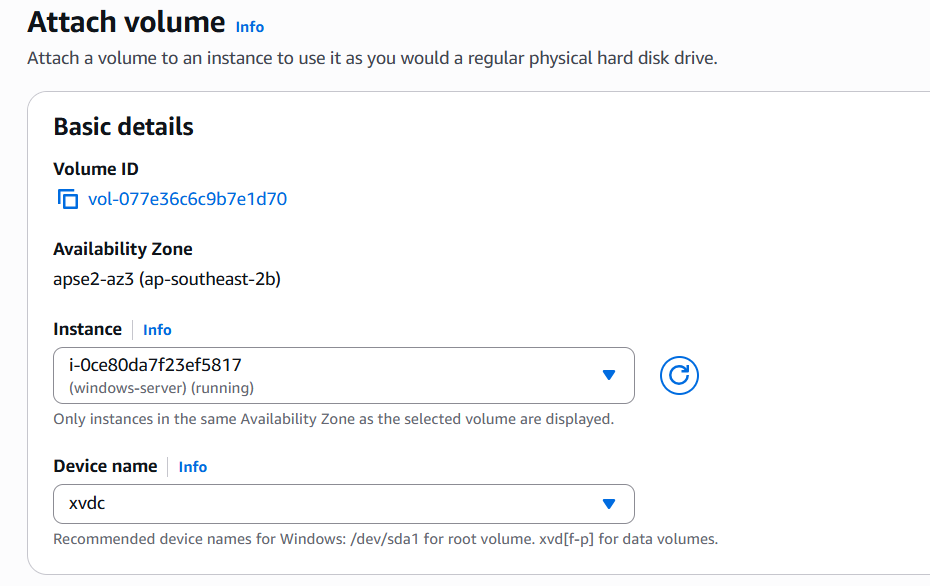 Attach volume Info
Attach a volume to an instance to use it as you would a regular physical hard disk drive.
Basic details
Volume ID
vol-077e36c6c9b7e1d70
Availability Zone
apse2-az3 (ap-southeast-2b)
Instance Info
i-0ce80da7f23ef5817
(windows-server) (running)
Only instances in the same Availability Zone as the selected volume are displayed.
Device name Info
xvdc
Recommended device names for Windows: /dev/sda1 for root volume. xvd[f-p] for data volumes.